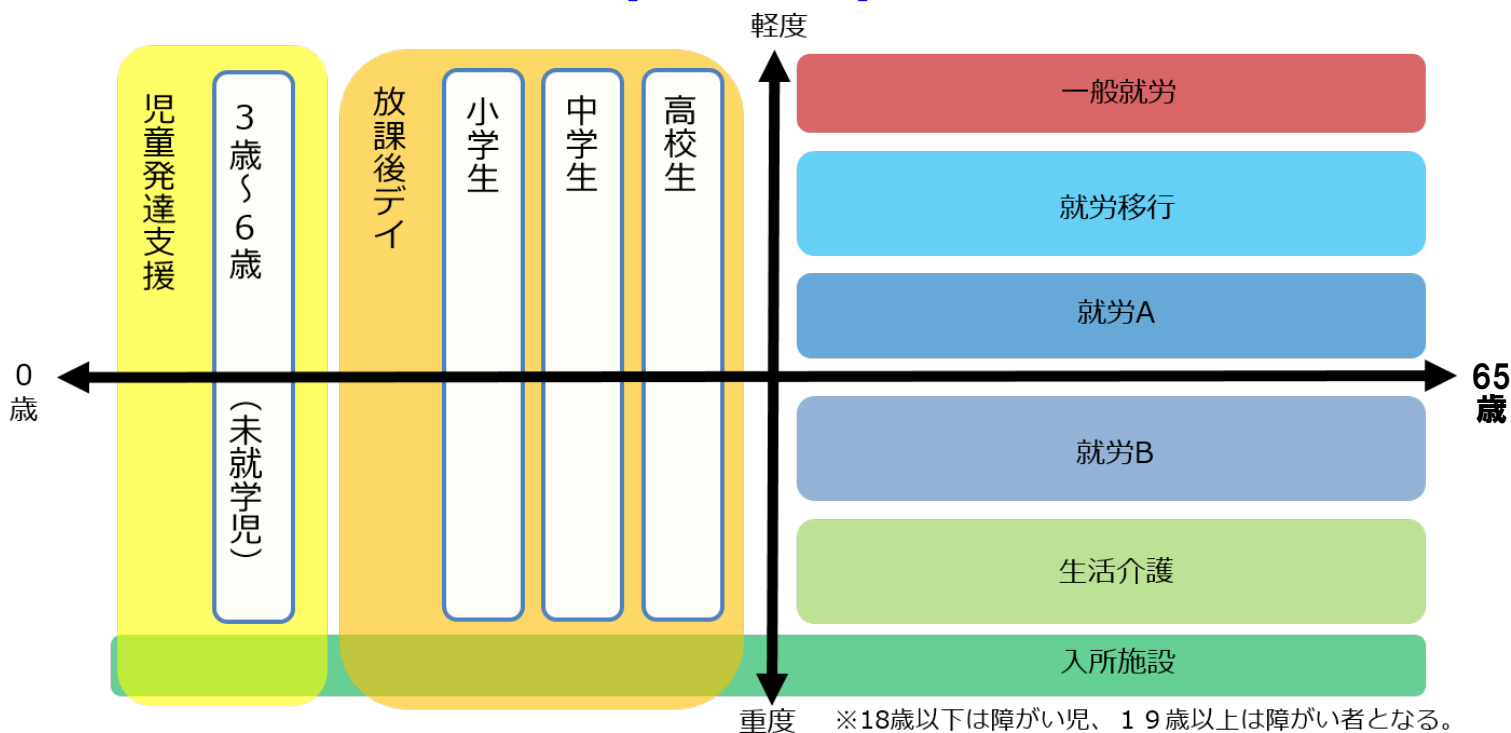 軽度
児童発達支援
3歳～6歳
(未就学児)
放課後デイ
小学生
中学生
高校生
一般就労
就労移行
就労A
0
歳
65
歳
就労B
生活介護
入所施設
重度
※18歳以下は障がい児、１９歳以上は障がい者となる。